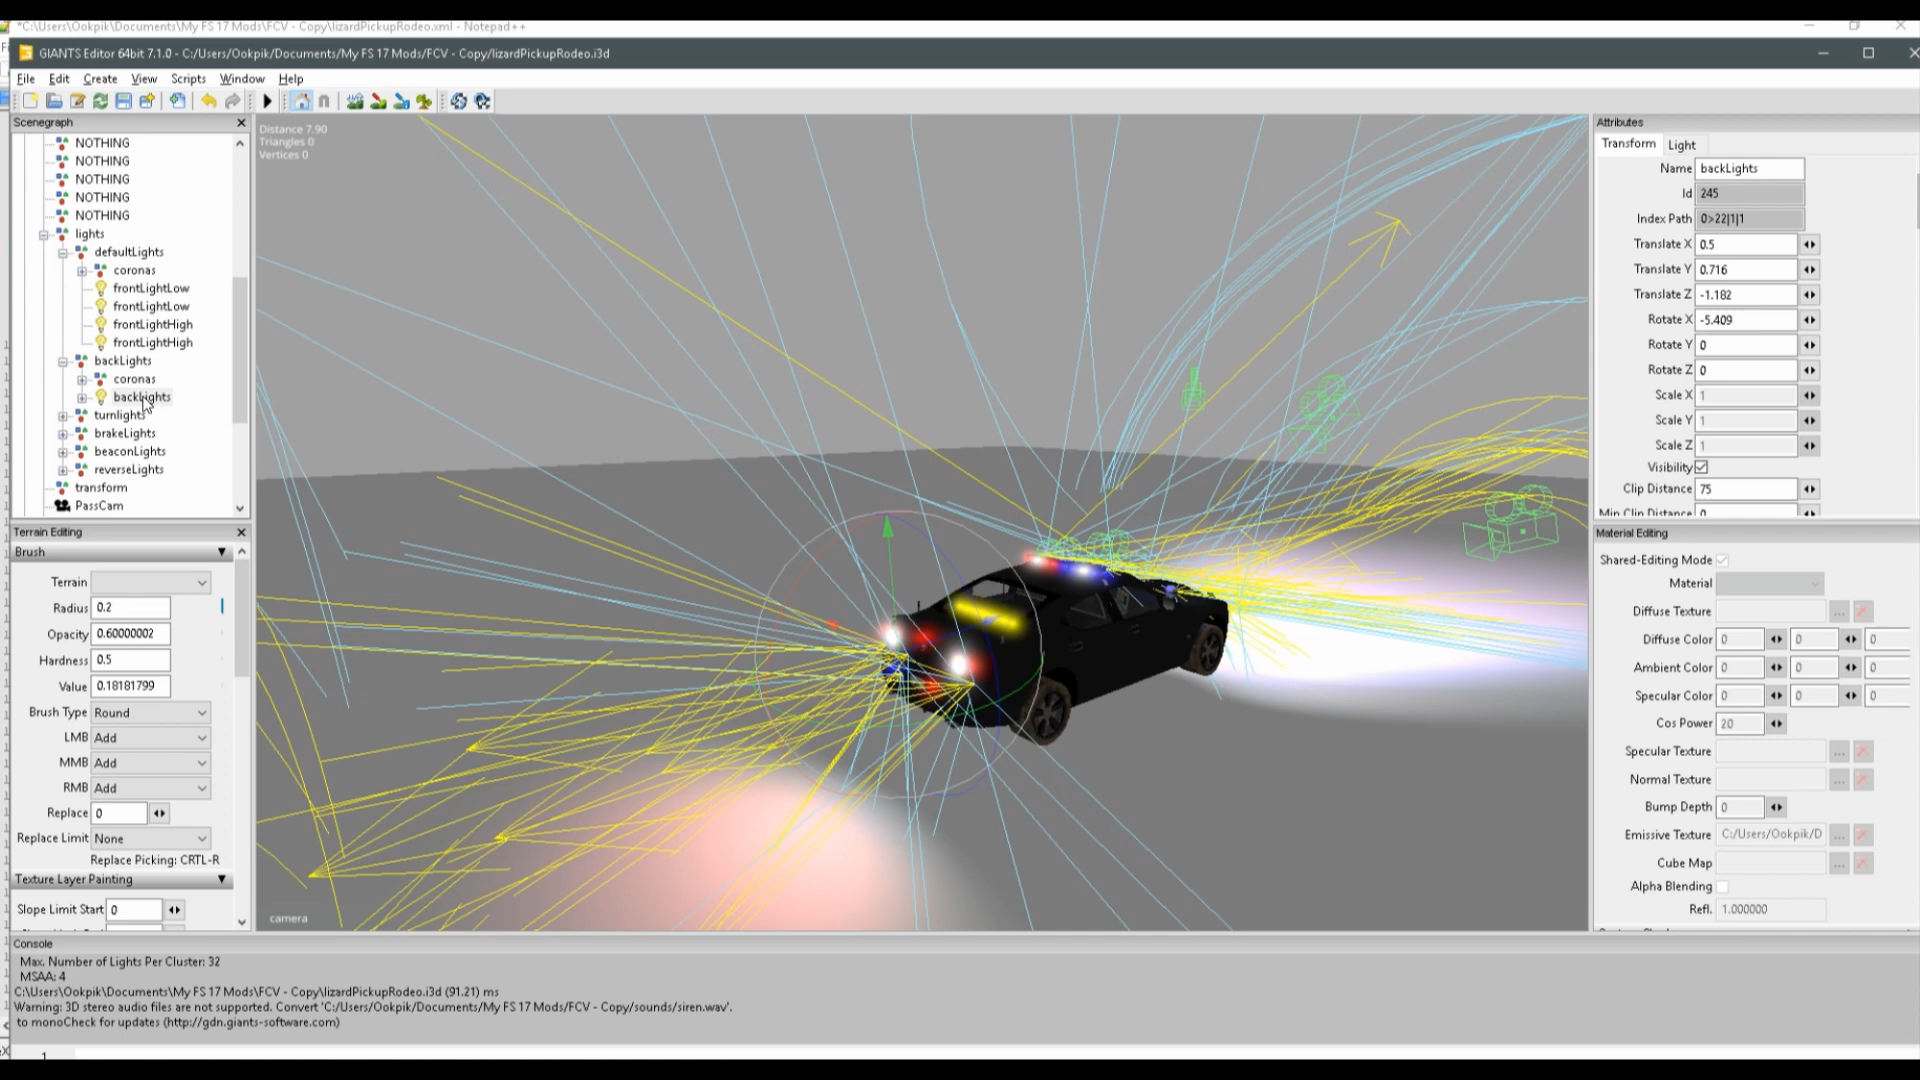 *C:\Users\Ookpik\Documents\My FS 17 Mods\FCV - Copy\lizardPickupRodeo.xml - Notepad++
GIANTS Editor 64bit 7.1.0 - C:/Users/Ookpik/Documents/My FS 17 Mods/FCV - Copy/lizardPickupRodeo.i3d
File Edit Create View Scripts Window Help
Scenegraph
NOTHING
NOTHING
NOTHING
NOTHING
NOTHING
lights
defaultLights
coronas
frontLightLow
frontLightLow
frontLightHigh
frontLightHigh
backLights
coronas
backLights
turnlights
brakeLights
beaconLights
reverseLights
transform
PassCam
Terrain Editing
Brush
Terrain
Radius 0.2
Opacity 0.60000002
Hardness 0.5
Value 0.18181799
Brush Type Round
LMB Add
MMB Add
RMB Add
Replace 0
Replace Limit None
Replace Picking: CRTL-R
Texture Layer Painting
Slope Limit Start 0
Distance 7.90
Triangles 0
Vertices 0
camera
Attributes
Transform Light
Name backLights
Id 245
Index Path 0>22|1|1
Translate X 0.5
Translate Y 0.716
Translate Z -1.182
Rotate X -5.409
Rotate Y 0
Rotate Z 0
Scale X 1
Scale Y 1
Scale Z 1
Visibility
Clip Distance 75
Min Clip Distance 0
Material Editing
Shared-Editing Mode
Material
Diffuse Texture ...
Diffuse Color 0 0 0
Ambient Color 0 0 0
Specular Color 0 0 0
Cos Power 20
Specular Texture ...
Normal Texture ...
Bump Depth 0
Emissive Texture C:/Users/Ookpik/D ...
Cube Map ...
Alpha Blending
Refl. 1.000000
Console
Max. Number of Lights Per Cluster: 32
MSAA: 4
C:\Users\Ookpik\Documents\My FS 17 Mods\FCV - Copy\lizardPickupRodeo.i3d (91.21) ms
Warning: 3D stereo audio files are not supported. Convert 'C:/Users/Ookpik/Documents/My FS 17 Mods/FCV - Copy/sounds/siren.wav'.
to monoCheck for updates (http://gdn.giants-software.com)
1